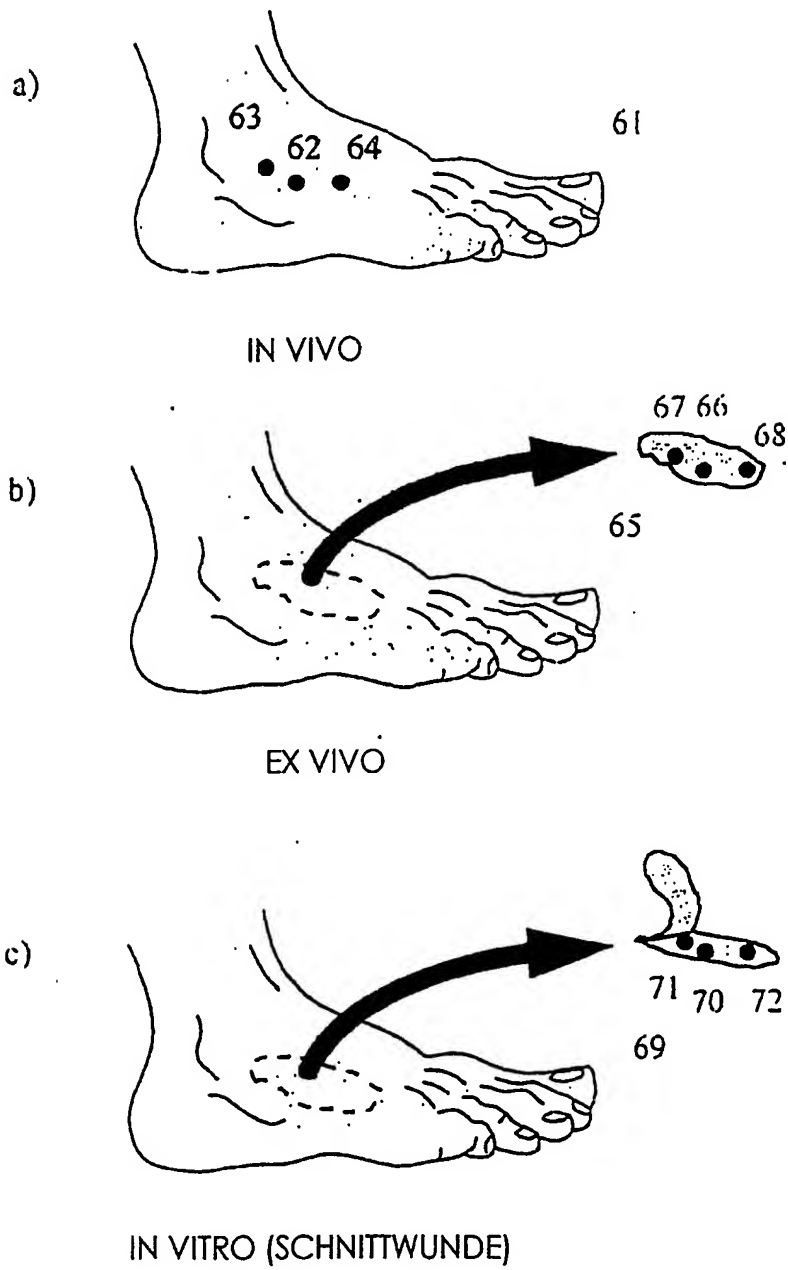 a)
61
63
62 64
IN VIVO
67 66
68
b)
65
EX VIVO
c)
71 70 72
69
IN VITRO (SCHNITTWUNDE)